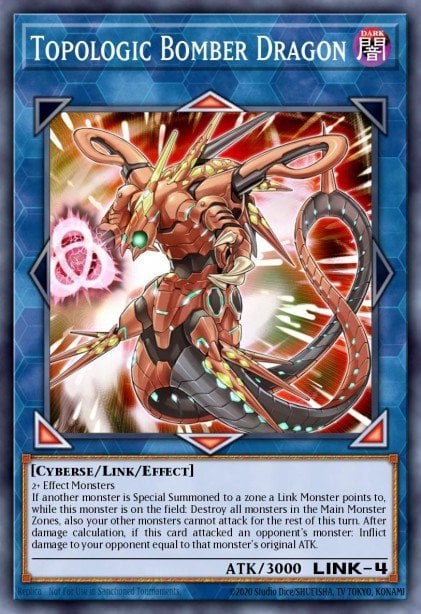 Topologic Bomber Dragon
DARK
闇
[Cyberse/Link/Effect]
2+ Effect Monsters
If another monster is Special Summoned to a zone a Link Monster points to,
while this monster is on the field: Destroy all monsters in the Main Monster
Zones, also your other monsters cannot attack for the rest of this turn. After
damage calculation, if this card attacked an opponent's monster: Inflict
damage to your opponent equal to that monster's original ATK.
ATK/3000 LINK-4
Replica - Not For Use in Sanctioned Tournaments ©2020 Studio Dice/SHUEISHA, TV TOKYO, KONAMI